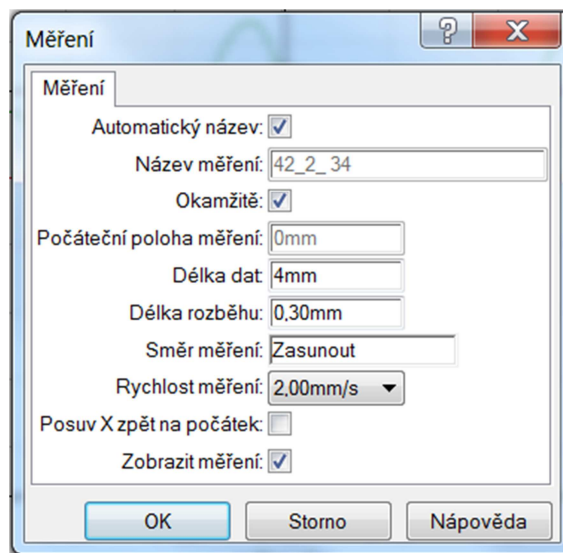 Měření
Měření
Automatický název:
Název měření: 42_2_ 34
Okamžitě:
Počáteční poloha měření: 0mm
Délka dat: 4mm
Délka rozběhu: 0,30mm
Směr měření: Zasunout
Rychlost měření: 2,00mm/s
Posuv X zpět na počátek:
Zobrazit měření:
OK Storno Nápověda